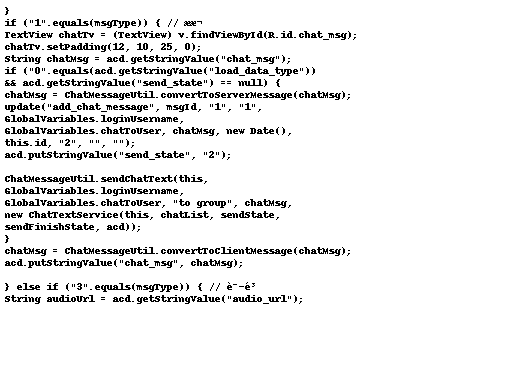 }
if ("1".equals(msgType)) { // ææ¬
TextView chatTv = (TextView) v.findViewById(R.id.chat_msg);
chatTv.setPadding(12, 10, 25, 0);
String chatMsg = acd.getStringValue("chat_msg");
if ("0".equals(acd.getStringValue("load_data_type"))
&& acd.getStringValue("send_state") == null) {
chatMsg = ChatMessageUtil.convertToServerMessage(chatMsg);
update("add_chat_message", msgId, "1", "1",
GlobalVariables.loginUsername,
GlobalVariables.chatToUser, chatMsg, new Date(),
this.id, "2", "", "");
acd.putStringValue("send_state", "2");

ChatMessageUtil.sendChatText(this,
GlobalVariables.loginUsername,
GlobalVariables.chatToUser, "to group", chatMsg,
new ChatTextService(this, chatList, sendState,
sendFinishState, acd));
}
chatMsg = ChatMessageUtil.convertToClientMessage(chatMsg);
acd.putStringValue("chat_msg", chatMsg);

} else if ("3".equals(msgType)) { // è¯­é³
String audioUrl = acd.getStringValue("audio_url");